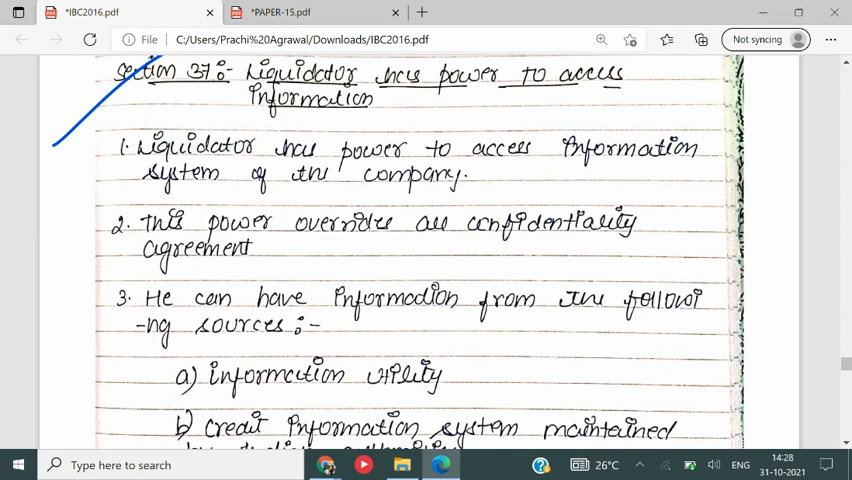 *IBC2016.pdf
*PAPER-15.pdf
File C:/Users/Prachi%20Agrawal/Downloads/IBC2016.pdf
Not syncing
Section 37:- Liquidator has power to access
Information
1. Liquidator has power to access Information
system of the company.
2. This power overrides all confidentiality
agreement
3. He can have Information from the followi
-ng sources:-
a) information utility
b) credit Information system maintained
Type here to search
26°C
ENG
14:28
31-10-2021